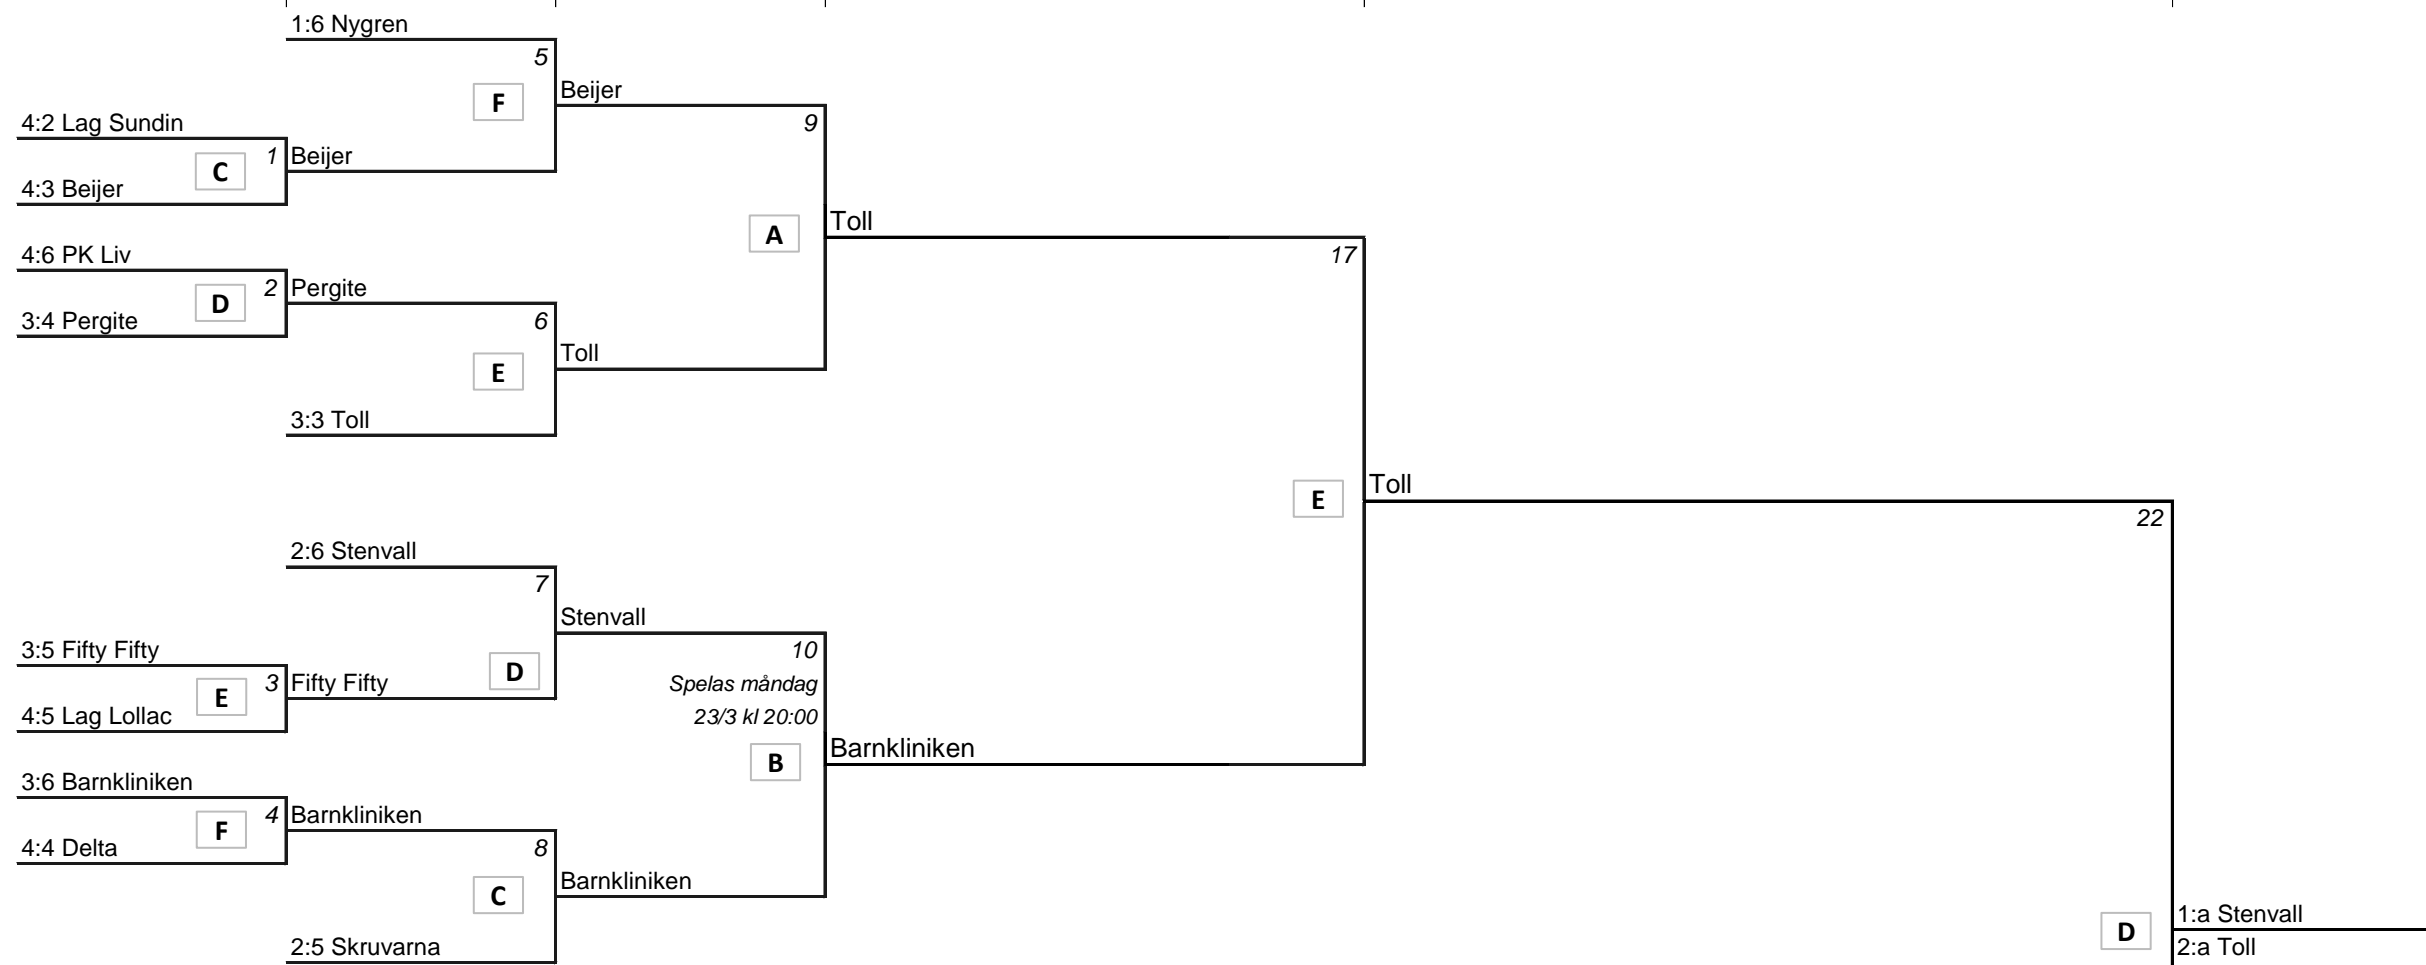 1:6 Nygren
5
F
Beijer
4:2 Lag Sundin
9
1
Beijer
C
4:3 Beijer
Toll
A
4:6 PK Liv
17
2
Pergite
D
3:4 Pergite
6
Toll
E
3:3 Toll
Toll
E
22
2:6 Stenvall
7
Stenvall
3:5 Fifty Fifty
10
3
Fifty Fifty
D
Spelas måndag
E
4:5 Lag Lollac
23/3 kl 20:00
Barnkliniken
B
3:6 Barnkliniken
4
Barnkliniken
F
4:4 Delta
8
Barnkliniken
C
1:a Stenvall
D
2:5 Skruvarna
2:a Toll